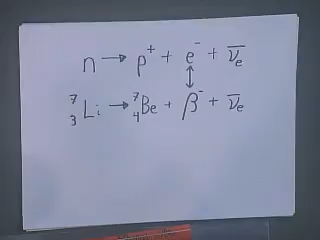 n → p⁺ + e⁻ + ν̅ₑ
⁷₃Li → ⁷₄Be + β⁻ + ν̅ₑ